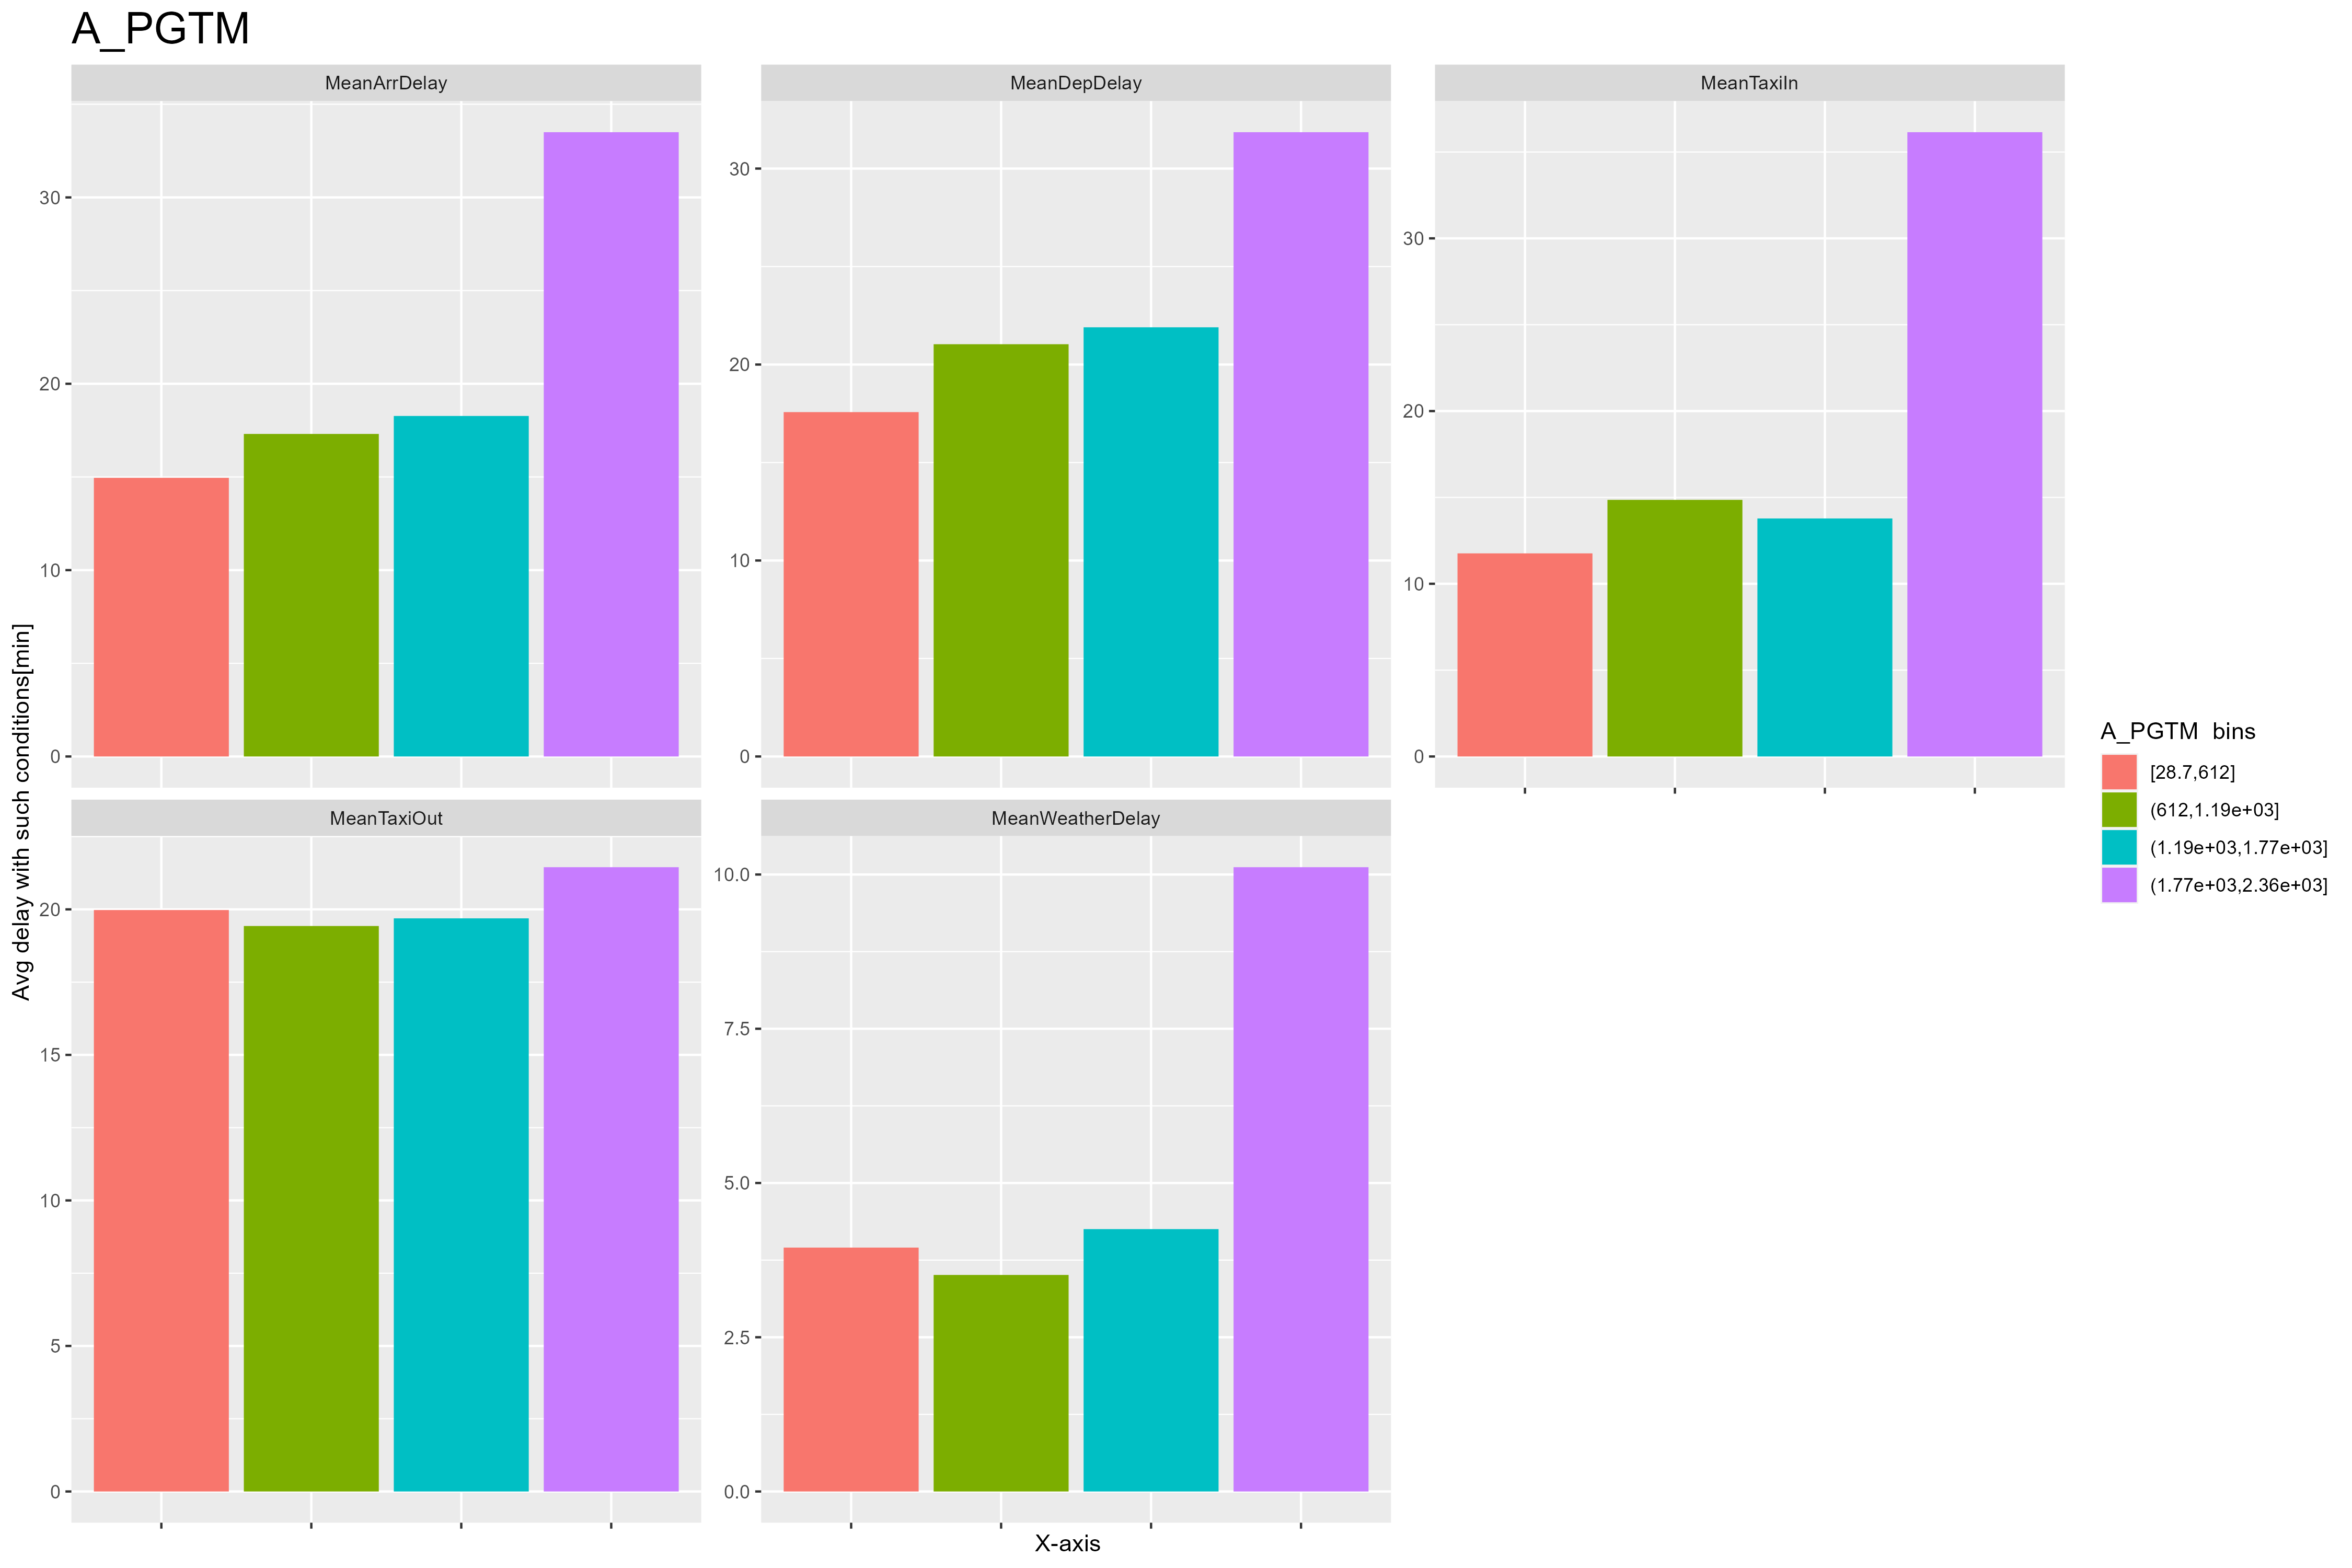 A_PGTM
MeanArrDelay
MeanDepDelay
MeanTaxiIn
30
20
10
0
30
20
10
0
30
20
10
0
MeanTaxiOut
MeanWeatherDelay
20
15
10
5
0
10.0
7.5
5.0
2.5
0.0
Avg delay with such conditions[min]
X-axis
A_PGTM  bins
[28.7,612]
(612,1.19e+03]
(1.19e+03,1.77e+03]
(1.77e+03,2.36e+03]